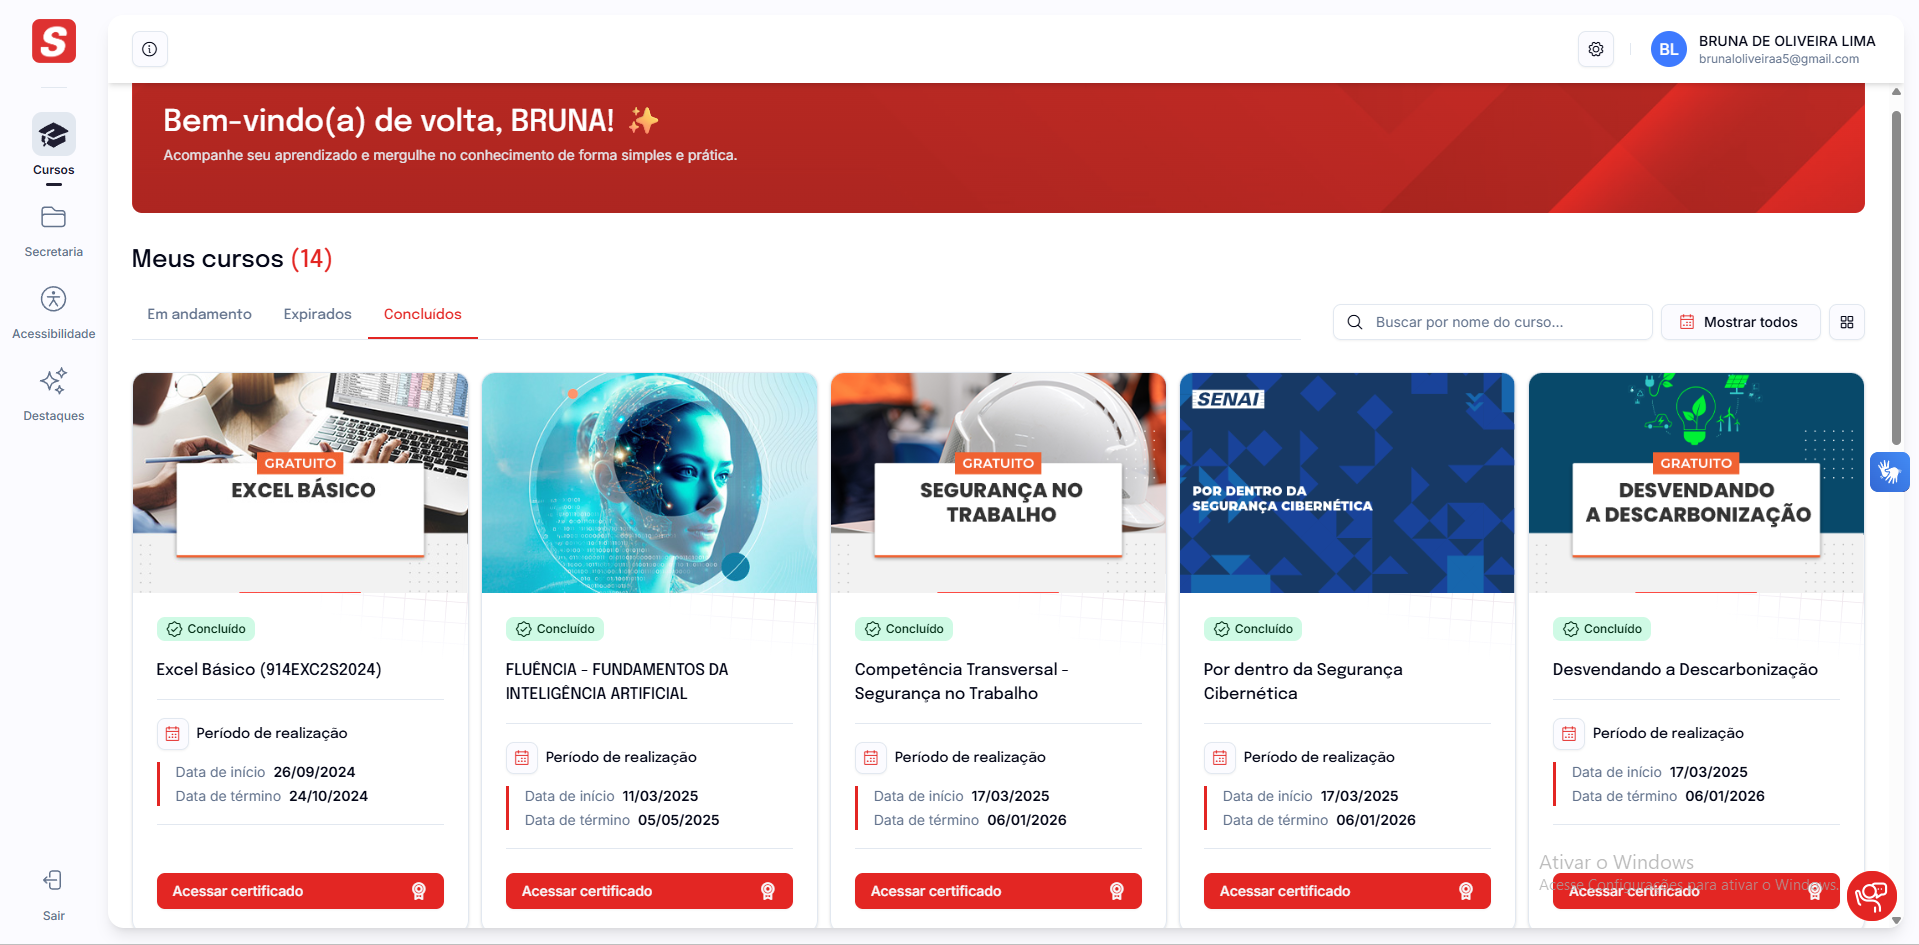 S
BL
BRUNA DE OLIVEIRA LIMA
brunaloliveiraa5@gmail.com
Cursos
Secretaria
Acessibilidade
Destaques
Sair
Bem-vindo(a) de volta, BRUNA! ✨
Acompanhe seu aprendizado e mergulhe no conhecimento de forma simples e prática.
Meus cursos (14)
Em andamento
Expirados
Concluídos
Buscar por nome do curso...
Mostrar todos
GRATUITO
EXCEL BÁSICO
Concluído
Excel Básico (914EXC2S2024)
Período de realização
Data de início 26/09/2024
Data de término 24/10/2024
Acessar certificado
Concluído
FLUÊNCIA - FUNDAMENTOS DA
INTELIGÊNCIA ARTIFICIAL
Período de realização
Data de início 11/03/2025
Data de término 05/05/2025
Acessar certificado
GRATUITO
SEGURANÇA NO
TRABALHO
Concluído
Competência Transversal -
Segurança no Trabalho
Período de realização
Data de início 17/03/2025
Data de término 06/01/2026
Acessar certificado
SENAI
POR DENTRO DA
SEGURANÇA CIBERNÉTICA
Concluído
Por dentro da Segurança
Cibernética
Período de realização
Data de início 17/03/2025
Data de término 06/01/2026
Acessar certificado
GRATUITO
DESVENDANDO
A DESCARBONIZAÇÃO
Concluído
Desvendando a Descarbonização
Período de realização
Data de início 17/03/2025
Data de término 06/01/2026
Acessar certificado
Ativar o Windows
Acesse Configurações para ativar o Windows.